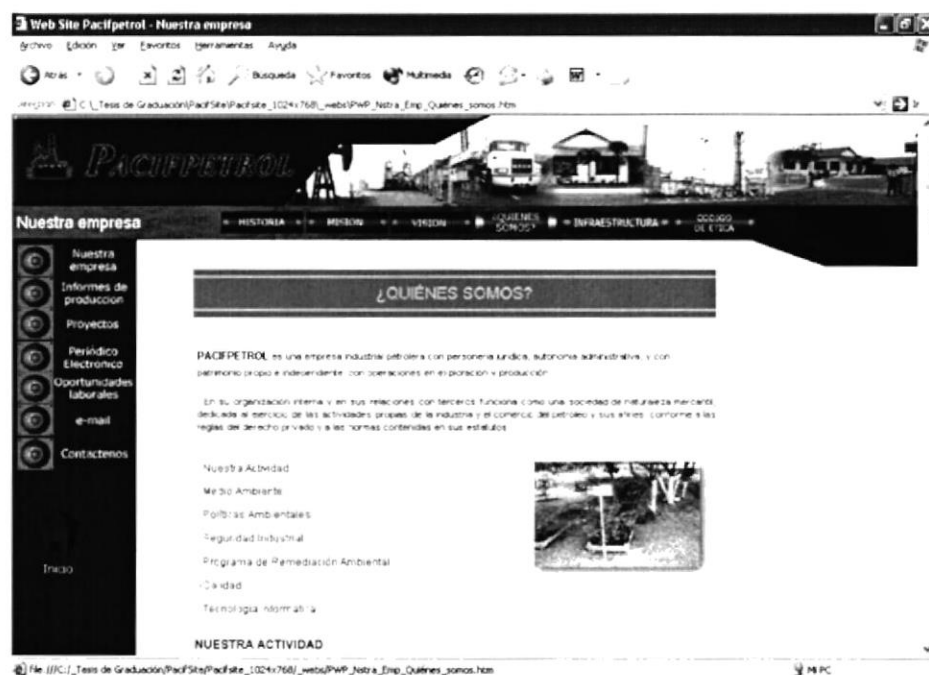 Web Site Pacifpetrol - Nuestra empresa
Archivo Edición Ver Favoritos Herramientas Ayuda
Atrás Búsqueda Favoritos Multimedia
C:\_Tesis de Graduación\PacifSite\Pacifsite_1024x768\_webs\PWP_Nstra_Emp_Quiénes_somos.htm
PACIFPETROL
Nuestra empresa
HISTORIA MISION VISION ¿QUIENES SOMOS? INFRAESTRUCTURA CODIGO DE ETICA
Nuestra empresa
Informes de produccion
Proyectos
Periódico Electronico
Oportunidades laborales
e-mail
Contactenos
Inicio
¿QUIÉNES SOMOS?
PACIFPETROL es una empresa industrial petrolera con personería jurídica, autonomía administrativa, y con
patrimonio propio e independiente, con operaciones en exploración y producción
En su organización interna y en sus relaciones con terceros funciona como una sociedad de naturaleza mercantil,
dedicada al ejercicio de las actividades propias de la industria y el comercio del petróleo y sus afines, conforme a las
reglas del derecho privado y a las normas contenidas en sus estatutos
Nuestra Actividad
Medio Ambiente
Políticas Ambientales
Seguridad Industrial
Programa de Remediación Ambiental
Calidad
Tecnología Informática
NUESTRA ACTIVIDAD
file:///C:/_Tesis de Graduación/PacifSite/Pacifsite_1024x768/_webs/PWP_Nstra_Emp_Quiénes_somos.htm
Mi PC